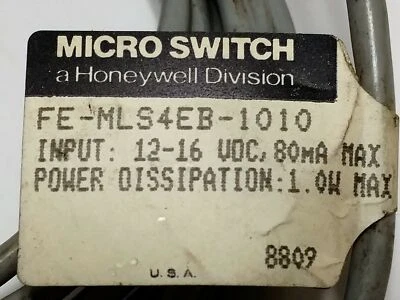 MICRO SWITCH
a Honeywell Division
FE-MLS4EB-1010
INPUT: 12-16 VDC, 80MA MAX
POWER DISSIPATION:1.0W MAX
8809
U.S.A.